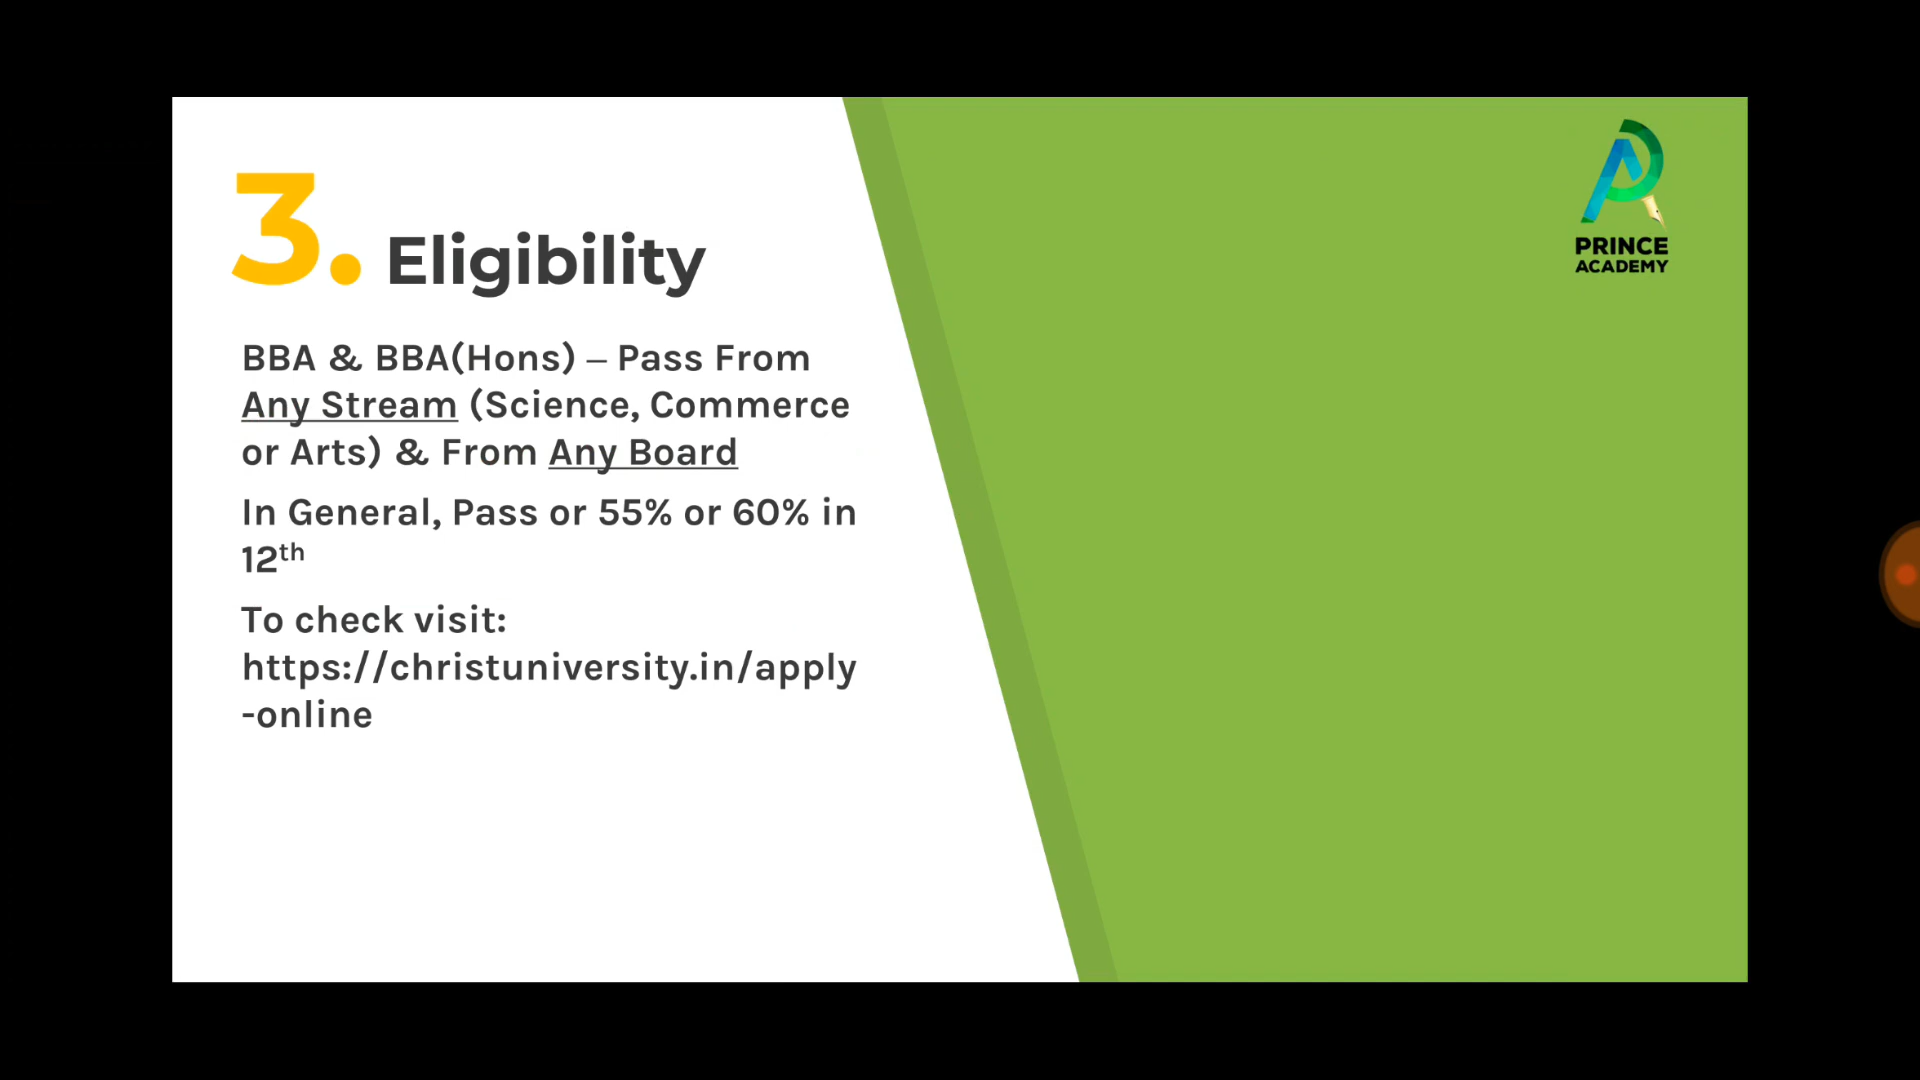 3. Eligibility
BBA & BBA(Hons) – Pass From
Any Stream (Science, Commerce
or Arts) & From Any Board
In General, Pass or 55% or 60% in
12th
To check visit:
https://christuniversity.in/apply
-online
PRINCE
ACADEMY